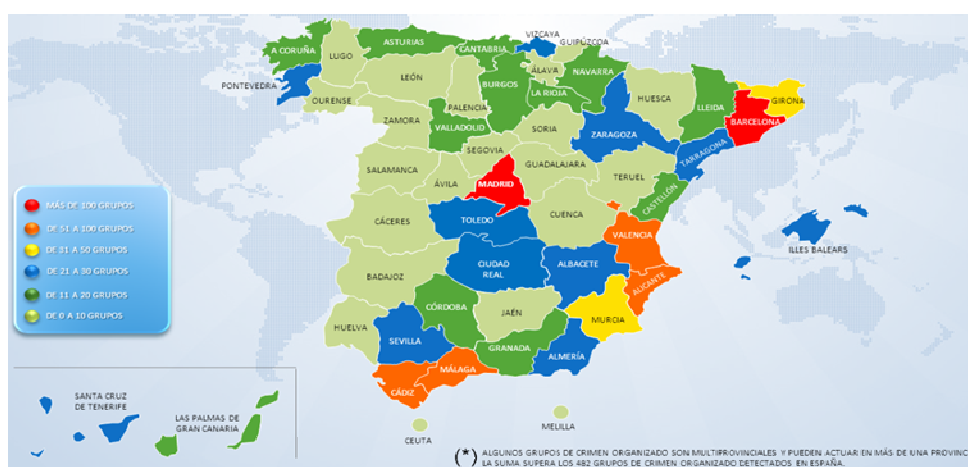 A CORUÑA
LUGO
ASTURIAS
CANTABRIA
VIZCAYA
GUIPÚZCOA
PONTEVEDRA
OURENSE
LEÓN
PALENCIA
BURGOS
ÁLAVA
LA RIOJA
NAVARRA
HUESCA
LLEIDA
GIRONA
BARCELONA
ZAMORA
VALLADOLID
SORIA
ZARAGOZA
TARRAGONA
SALAMANCA
SEGOVIA
ÁVILA
MADRID
GUADALAJARA
TERUEL
CASTELLÓN
CÁCERES
TOLEDO
CUENCA
VALENCIA
ILLES BALEARS
BADAJOZ
CIUDAD
REAL
ALBACETE
ALICANTE
HUELVA
CÓRDOBA
JAÉN
MURCIA
SEVILLA
GRANADA
ALMERÍA
CÁDIZ
MÁLAGA
CEUTA
MELILLA
MÁS DE 100 GRUPOS
DE 51 A 100 GRUPOS
DE 31 A 50 GRUPOS
DE 21 A 30 GRUPOS
DE 11 A 20 GRUPOS
DE 0 A 10 GRUPOS
SANTA CRUZ
DE TENERIFE
LAS PALMAS DE
GRAN CANARIA
(*) ALGUNOS GRUPOS DE CRIMEN ORGANIZADO SON MULTIPROVINCIALES Y PUEDEN ACTUAR EN MÁS DE UNA PROVINC
LA SUMA SUPERA LOS 482 GRUPOS DE CRIMEN ORGANIZADO DETECTADOS EN ESPAÑA.